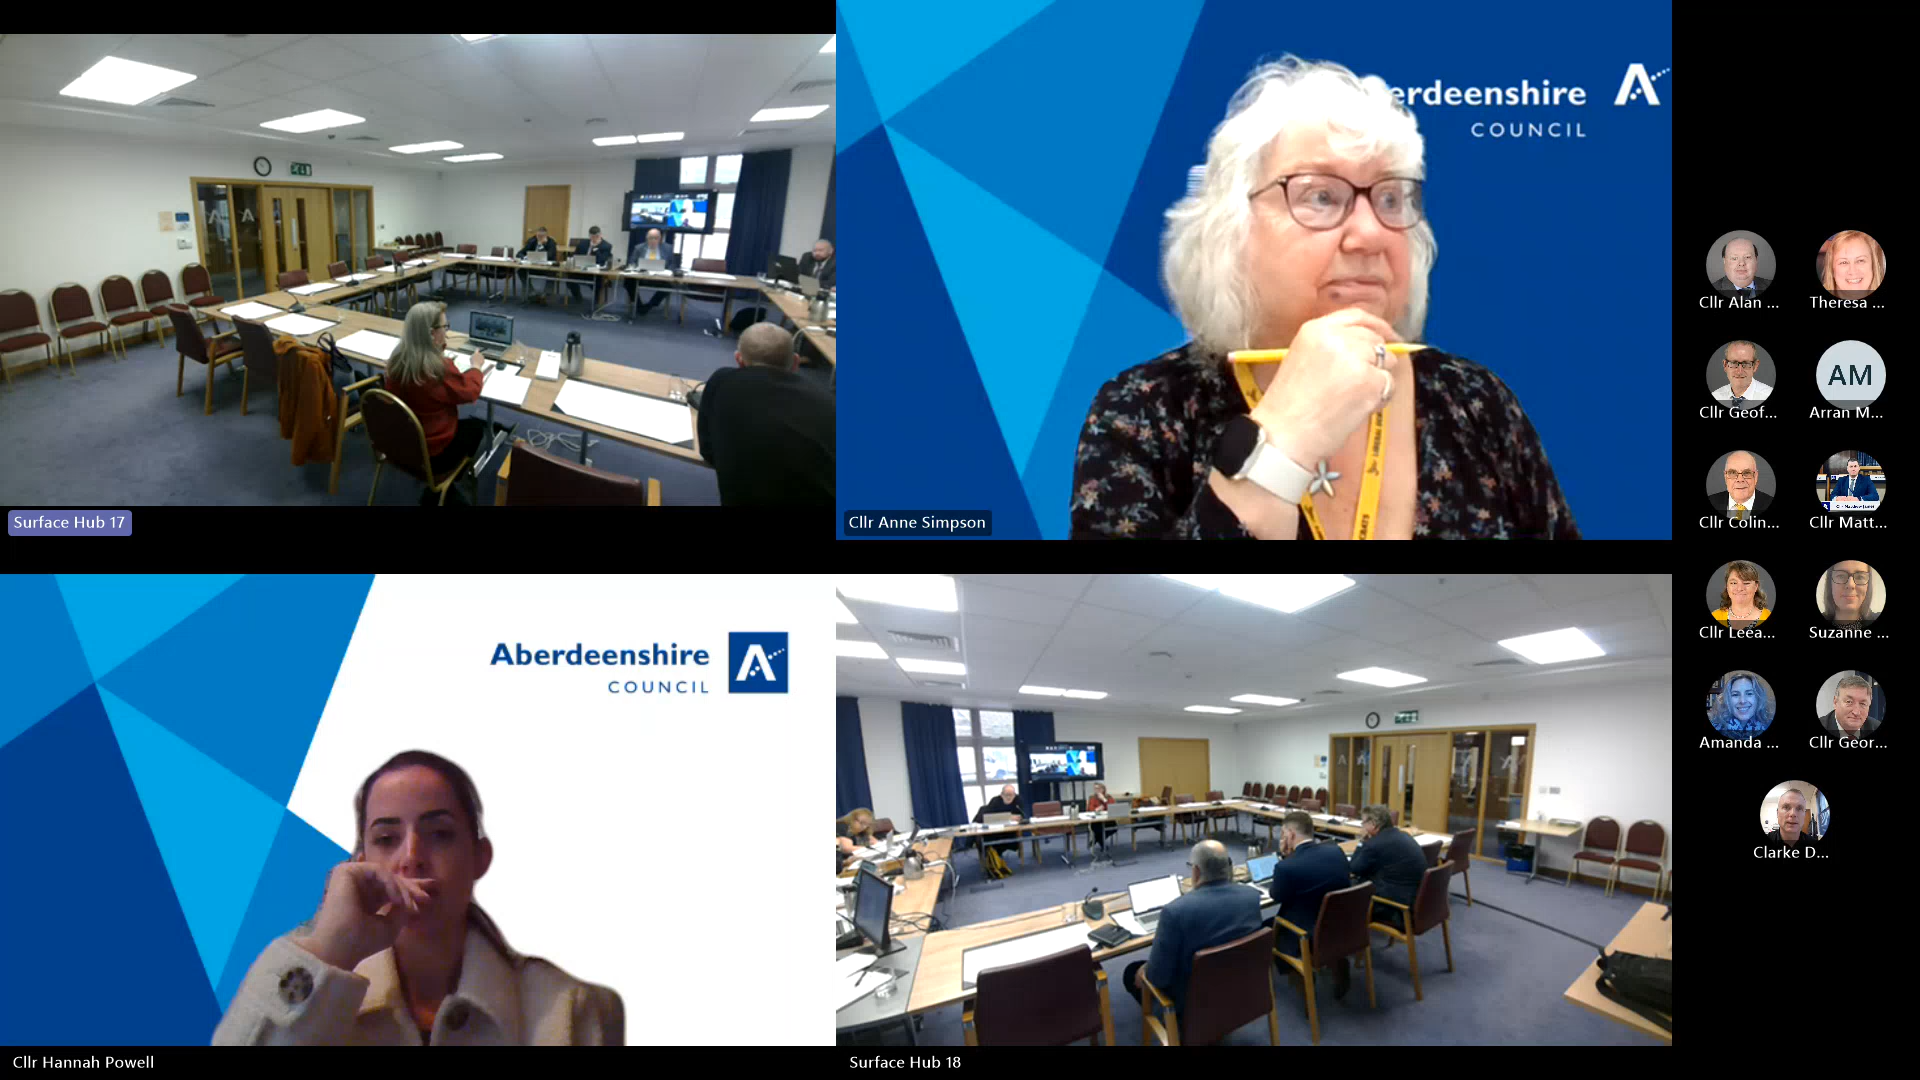 erdeenshire
COUNCIL
Surface Hub 17
Cllr Anne Simpson
Aberdeenshire
COUNCIL
Cllr Hannah Powell
Surface Hub 18
Cllr Alan ...
Theresa ...
Cllr Geof...
AM
Arran M...
Cllr Colin...
Cllr Matt...
Cllr Leea...
Suzanne ...
Amanda ...
Cllr Geor...
Clarke D...